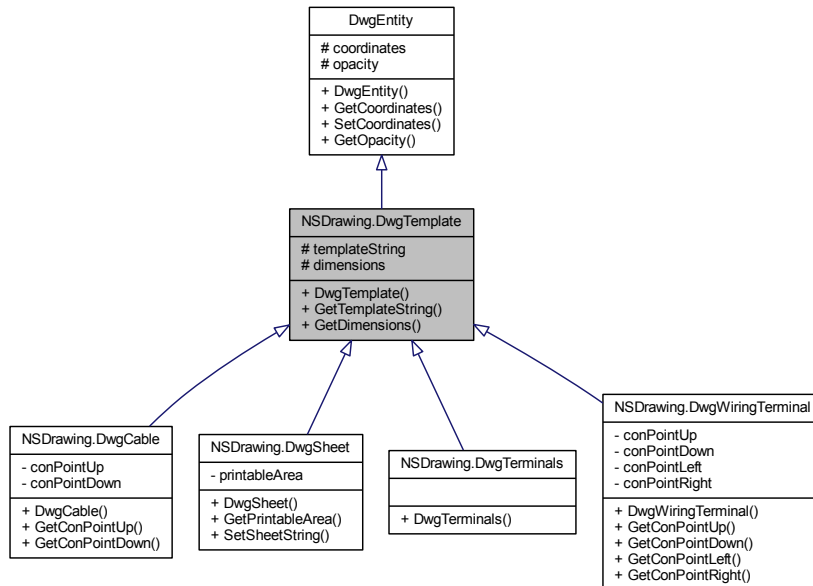 DwgEntity
# coordinates
# opacity
+ DwgEntity()
+ GetCoordinates()
+ SetCoordinates()
+ GetOpacity()
NSDrawing.DwgTemplate
# templateString
# dimensions
+ DwgTemplate()
+ GetTemplateString()
+ GetDimensions()
NSDrawing.DwgCable
- conPointUp
- conPointDown
+ DwgCable()
+ GetConPointUp()
+ GetConPointDown()
NSDrawing.DwgSheet
- printableArea
+ DwgSheet()
+ GetPrintableArea()
+ SetSheetString()
NSDrawing.DwgTerminals
+ DwgTerminals()
NSDrawing.DwgWiringTerminal
- conPointUp
- conPointDown
- conPointLeft
- conPointRight
+ DwgWiringTerminal()
+ GetConPointUp()
+ GetConPointDown()
+ GetConPointLeft()
+ GetConPointRight()